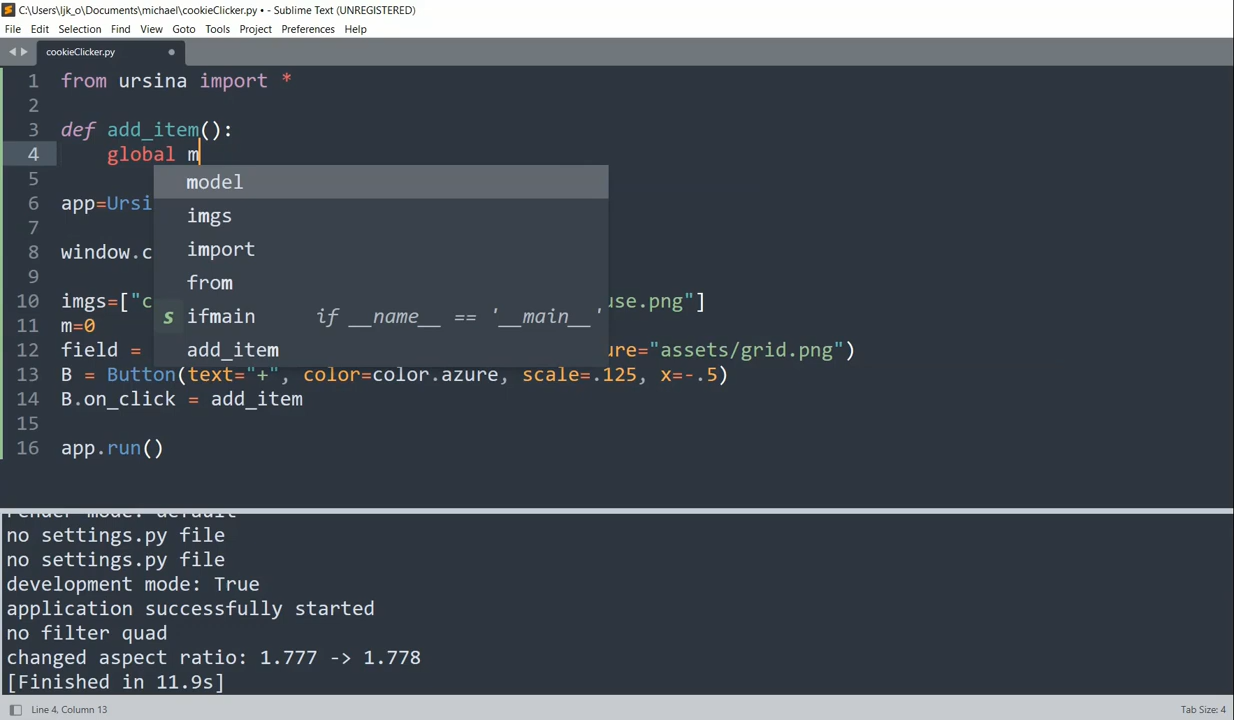 C:\Users\ljk_o\Documents\michael\cookieClicker.py • - Sublime Text (UNREGISTERED)
File Edit Selection Find View Goto Tools Project Preferences Help
cookieClicker.py
1 from ursina import *
2
3 def add_item():
4 global m
5
model
6 app=Ursi
imgs
7
import
8 window.c
from
9
10 imgs=["c use.png"]
ifmain if __name__ == '__main__'
11 m=0
12 field = add_item ure="assets/grid.png")
13 B = Button(text="+", color=color.azure, scale=.125, x=-.5)
14 B.on_click = add_item
15
16 app.run()
render mode: default
no settings.py file
no settings.py file
development mode: True
application successfully started
no filter quad
changed aspect ratio: 1.777 -> 1.778
[Finished in 11.9s]
Line 4, Column 13 Tab Size: 4